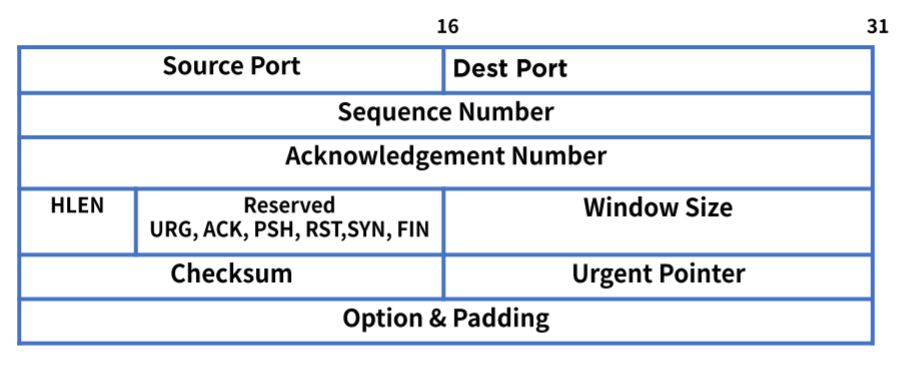 16 31
Source Port Dest Port
Sequence Number
Acknowledgement Number
HLEN Reserved Window Size
URG, ACK, PSH, RST,SYN, FIN
Checksum Urgent Pointer
Option & Padding